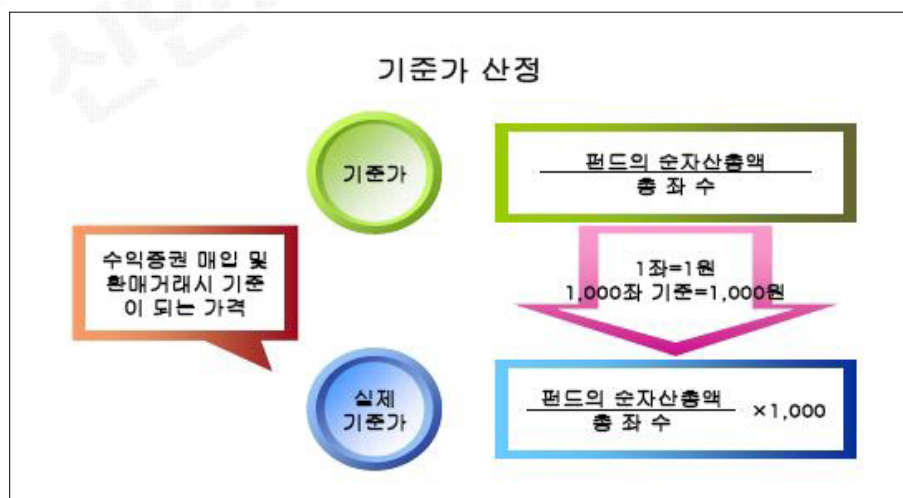 기준가 산정
기준가
펀드의 순자산총액
총 좌 수
수익증권 매입 및
환매거래시 기준
이 되는 가격
1좌=1원
1,000좌 기준=1,000원
실제
기준가
펀드의 순자산총액
총 좌 수
×1,000